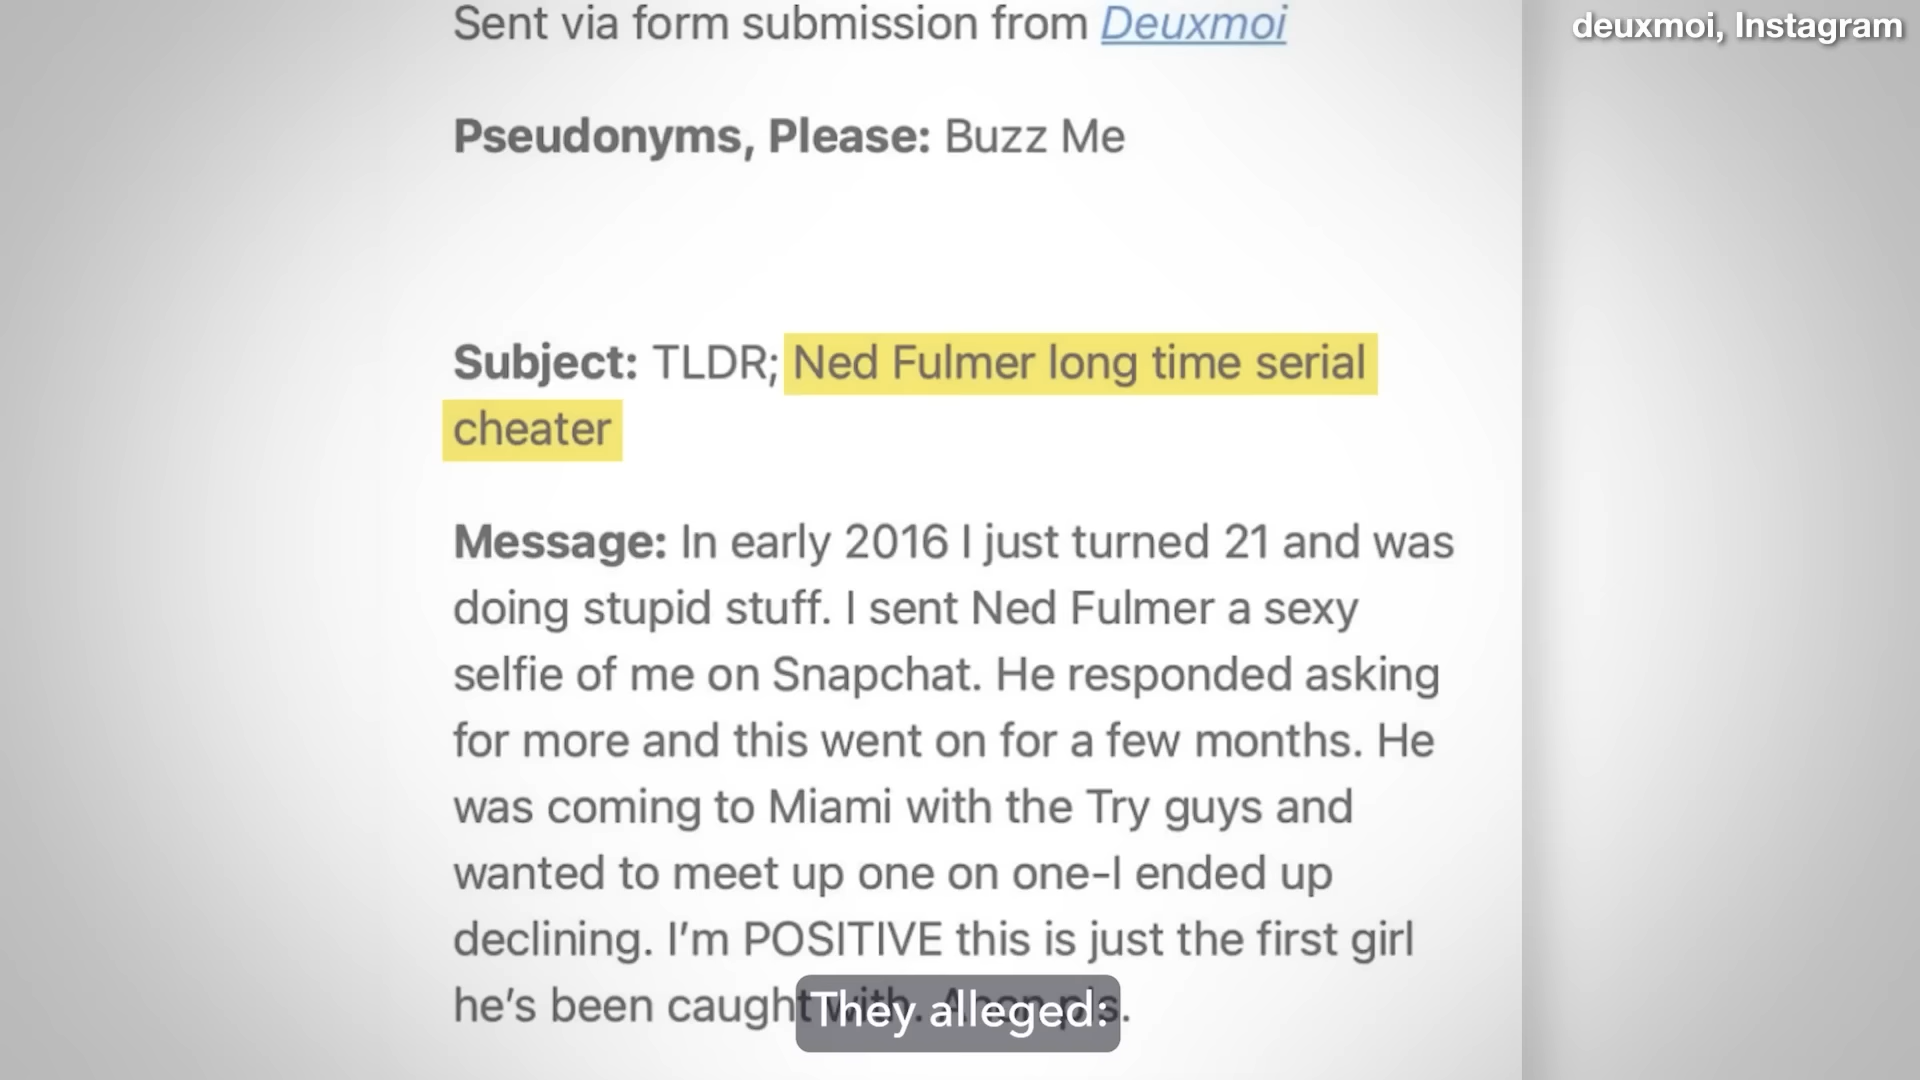 Sent via form submission from Deuxmoi
deuxmoi, Instagram
Pseudonyms, Please: Buzz Me
Subject: TLDR; Ned Fulmer long time serial
cheater
Message: In early 2016 I just turned 21 and was
doing stupid stuff. I sent Ned Fulmer a sexy
selfie of me on Snapchat. He responded asking
for more and this went on for a few months. He
was coming to Miami with the Try guys and
wanted to meet up one on one-I ended up
declining. I'm POSITIVE this is just the first girl
he's been caught with. Anon pls.
They alleged: